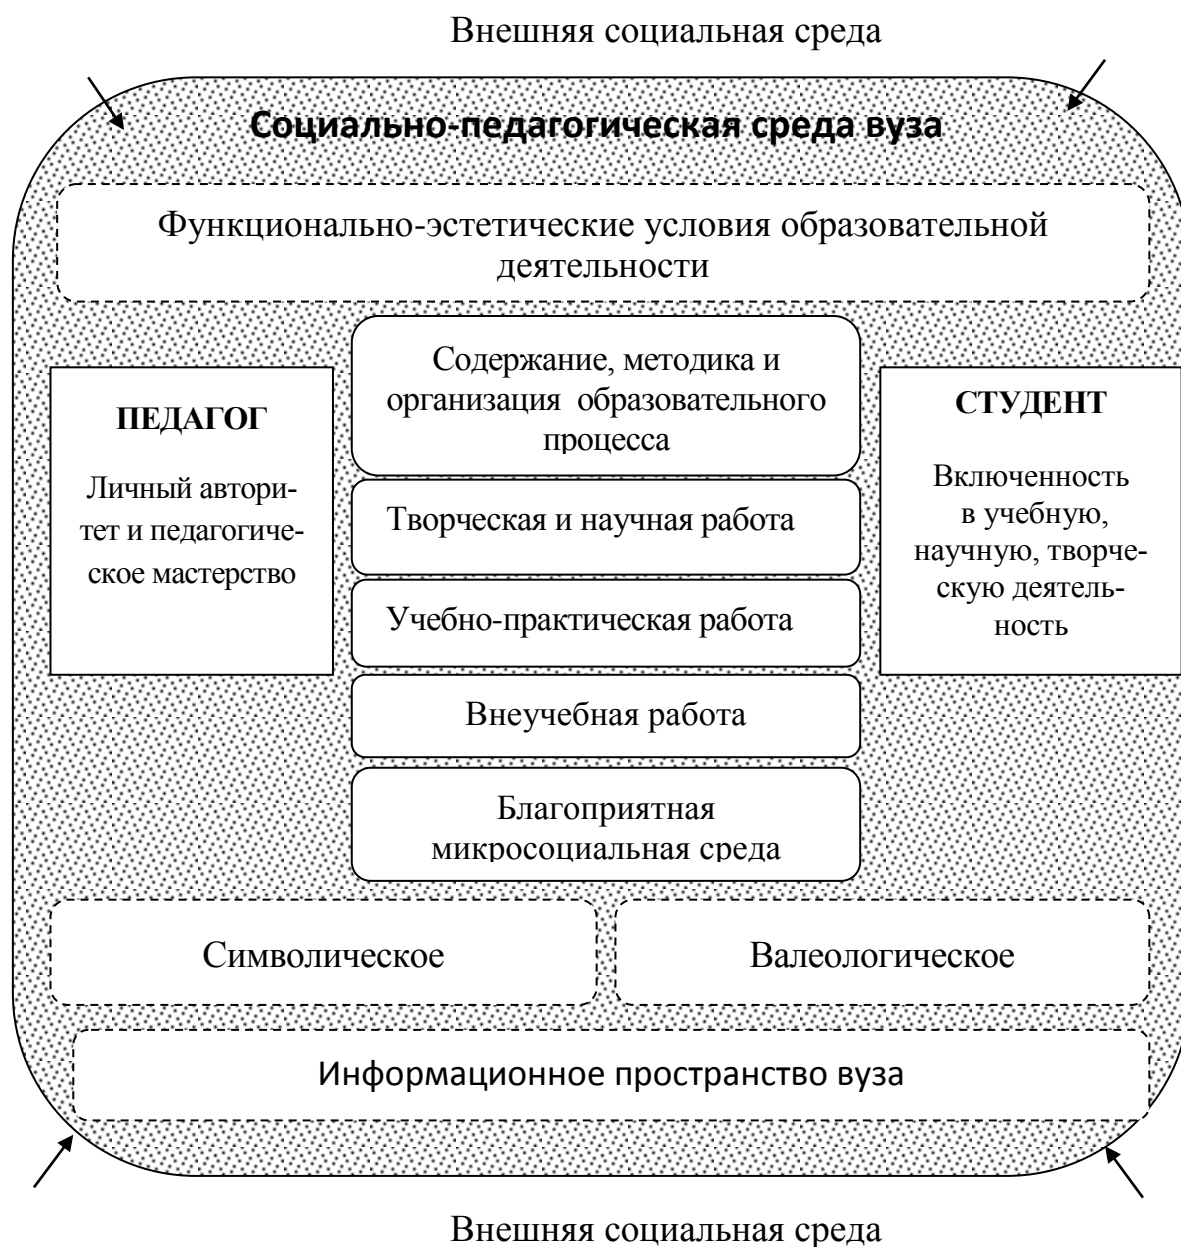 Внешняя социальная среда
Социально-педагогическая среда вуза
Функционально-эстетические условия образовательной
деятельности
Содержание, методика и
организация образовательного
процесса
ПЕДАГОГ
Личный автори-
тет и педагогиче-
ское мастерство
СТУДЕНТ
Включенность
в учебную,
научную, творче-
скую деятель-
ность
Творческая и научная работа
Учебно-практическая работа
Внеучебная работа
Благоприятная
микросоциальная среда
Символическое
Валеологическое
Информационное пространство вуза
Внешняя социальная среда